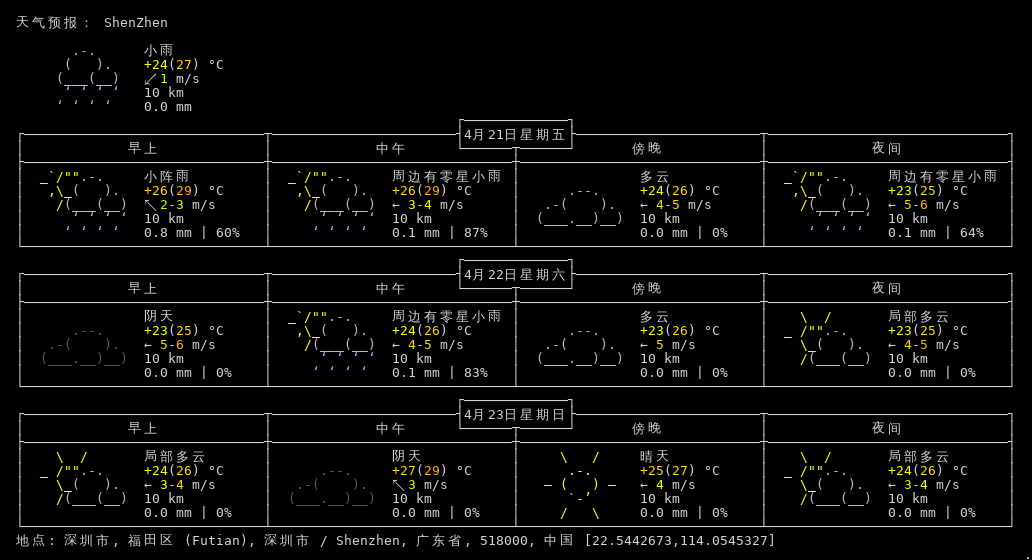 天气预报： ShenZhen
小雨
+24(27) °C
↙ 1 m/s
10 km
0.0 mm
4月21日星期五
早上 中午 傍晚 夜间
小阵雨 周边有零星小雨 多云 周边有零星小雨
+26(29) °C +26(29) °C +24(26) °C +23(25) °C
↖ 2-3 m/s ← 3-4 m/s ← 4-5 m/s ← 5-6 m/s
10 km 10 km 10 km 10 km
0.8 mm | 60% 0.1 mm | 87% 0.0 mm | 0% 0.1 mm | 64%
4月22日星期六
早上 中午 傍晚 夜间
阴天 周边有零星小雨 多云 局部多云
+23(25) °C +24(26) °C +23(26) °C +23(25) °C
← 5-6 m/s ← 4-5 m/s ← 5 m/s ← 4-5 m/s
10 km 10 km 10 km 10 km
0.0 mm | 0% 0.1 mm | 83% 0.0 mm | 0% 0.0 mm | 0%
4月23日星期日
早上 中午 傍晚 夜间
局部多云 阴天 晴天 局部多云
+24(26) °C +27(29) °C +25(27) °C +24(26) °C
← 3-4 m/s ↖ 3 m/s ← 4 m/s ← 3-4 m/s
10 km 10 km 10 km 10 km
0.0 mm | 0% 0.0 mm | 0% 0.0 mm | 0% 0.0 mm | 0%
地点: 深圳市, 福田区 (Futian), 深圳市 / Shenzhen, 广东省, 518000, 中国 [22.5442673,114.0545327]